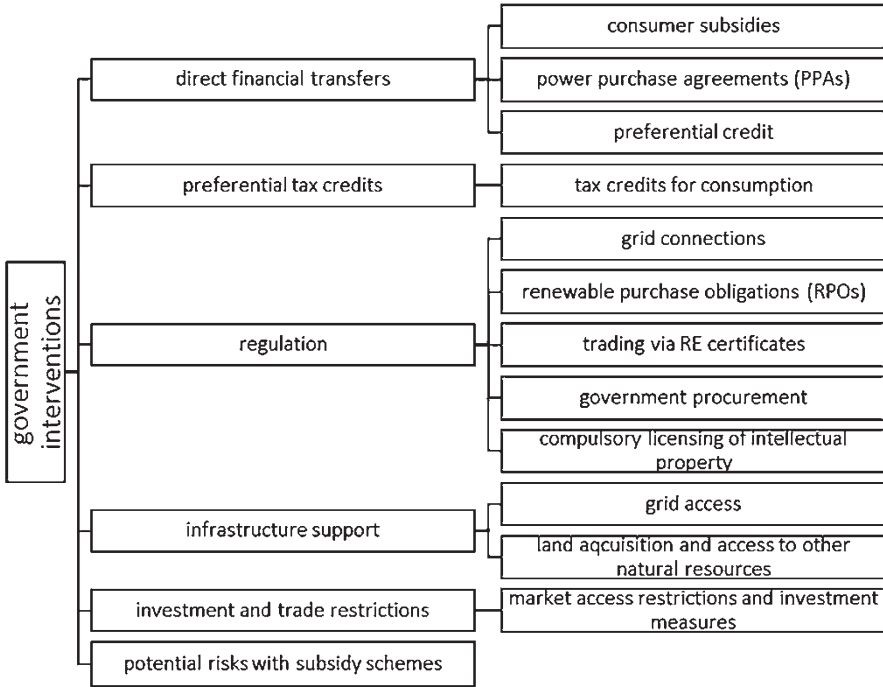 government
interventions
direct financial transfers
consumer subsidies
power purchase agreements (PPAs)
preferential credit
preferential tax credits
tax credits for consumption
regulation
grid connections
renewable purchase obligations (RPOs)
trading via RE certificates
government procurement
compulsory licensing of intellectual
property
infrastructure support
grid access
land aqcuisition and access to other
natural resources
investment and trade restrictions
market access restrictions and investment
measures
potential risks with subsidy schemes